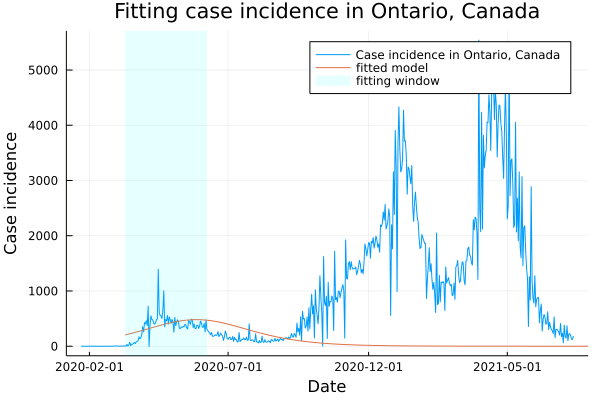 Fitting case incidence in Ontario, Canada
Case incidence in Ontario, Canada
fitted model
fitting window
Case incidence
5000
4000
3000
2000
1000
0
2020-02-01 2020-07-01 2020-12-01 2021-05-01
Date